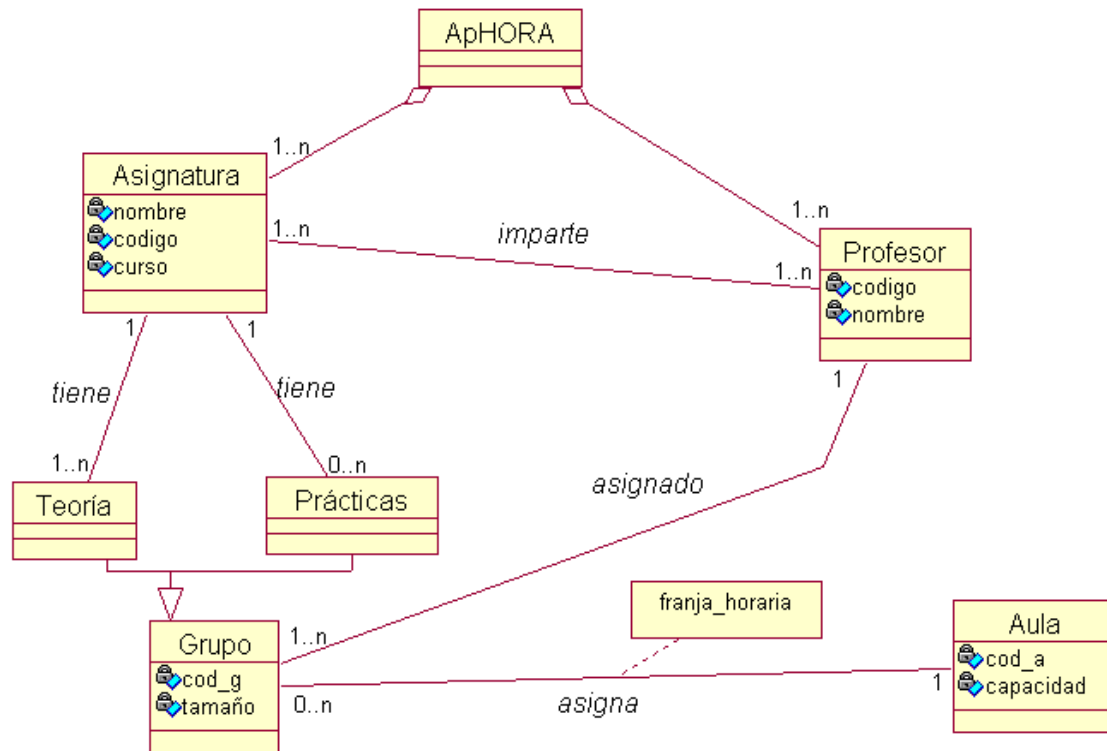 ApHORA
1..n
Asignatura
nombre
codigo
curso
1..n
imparte
1..n
1..n
Profesor
codigo
nombre
1
1
1
tiene
tiene
1..n
0..n
Teoría
Prácticas
asignado
franja_horaria
Grupo
cod_g
tamaño
1..n
0..n
asigna
1
Aula
cod_a
capacidad